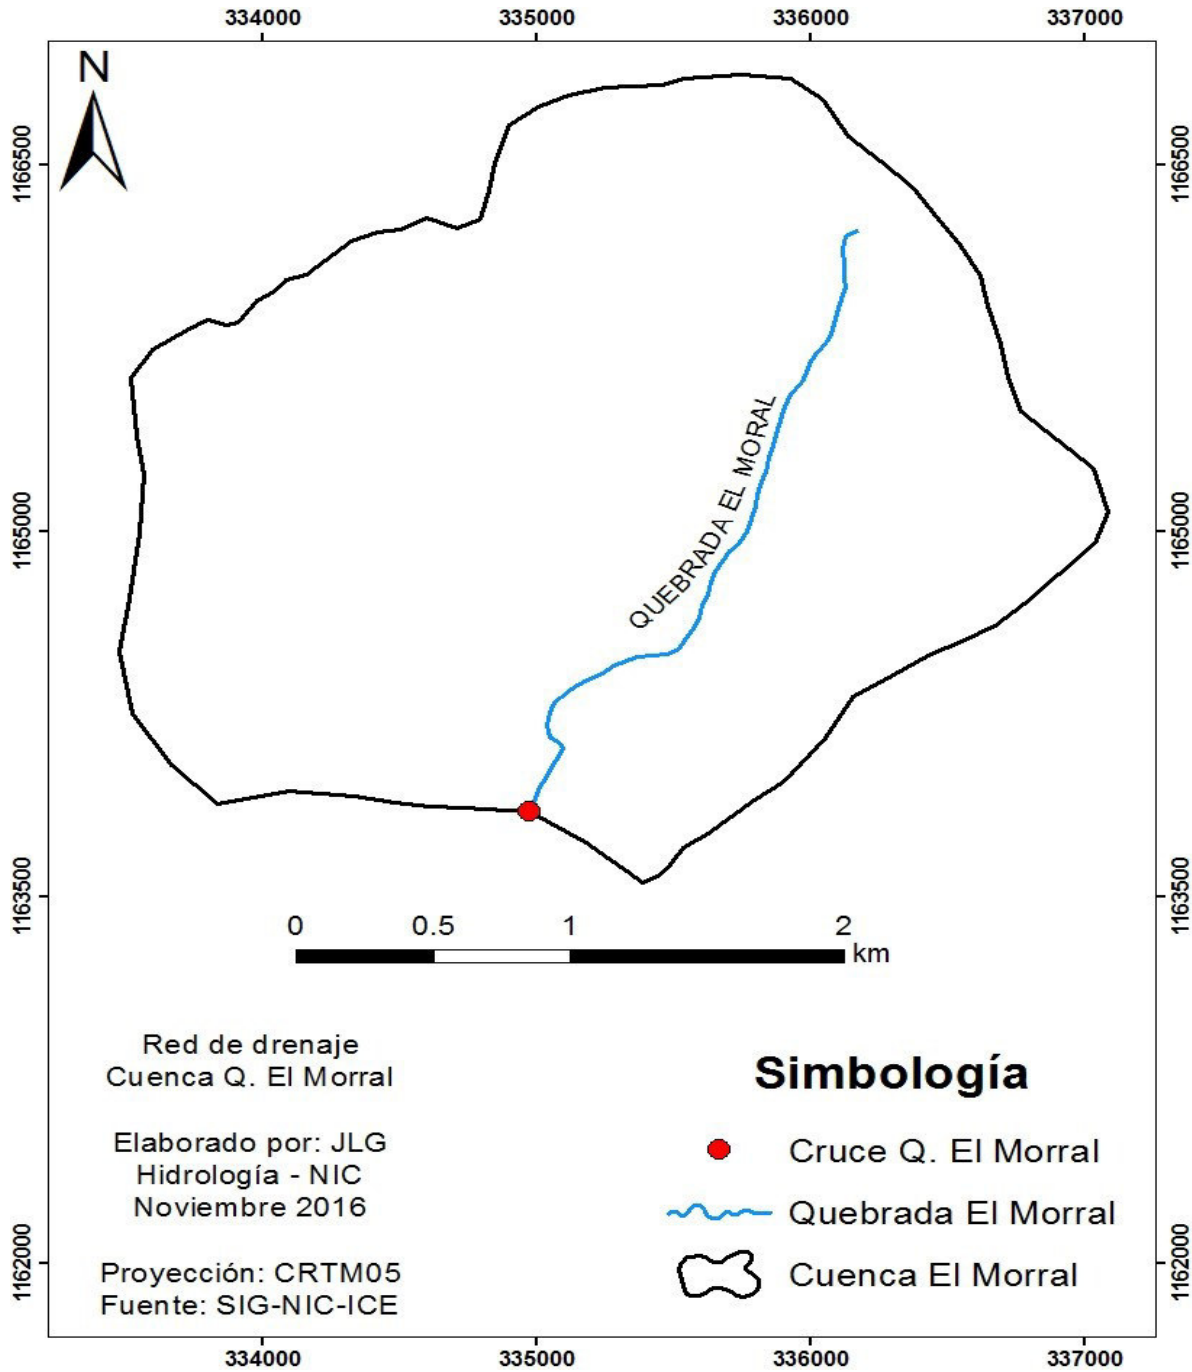 334000 335000 336000 337000
N
1166500 1166500
QUEBRADA EL MORAL
1165000 1165000
1163500 1163500
0 0.5 1 2
km
Red de drenaje
Cuenca Q. El Morral
Elaborado por: JLG
Hidrología - NIC
Noviembre 2016
Proyección: CRTM05
Fuente: SIG-NIC-ICE
Simbología
Cruce Q. El Morral
Quebrada El Morral
Cuenca El Morral
1162000 1162000
334000 335000 336000 337000